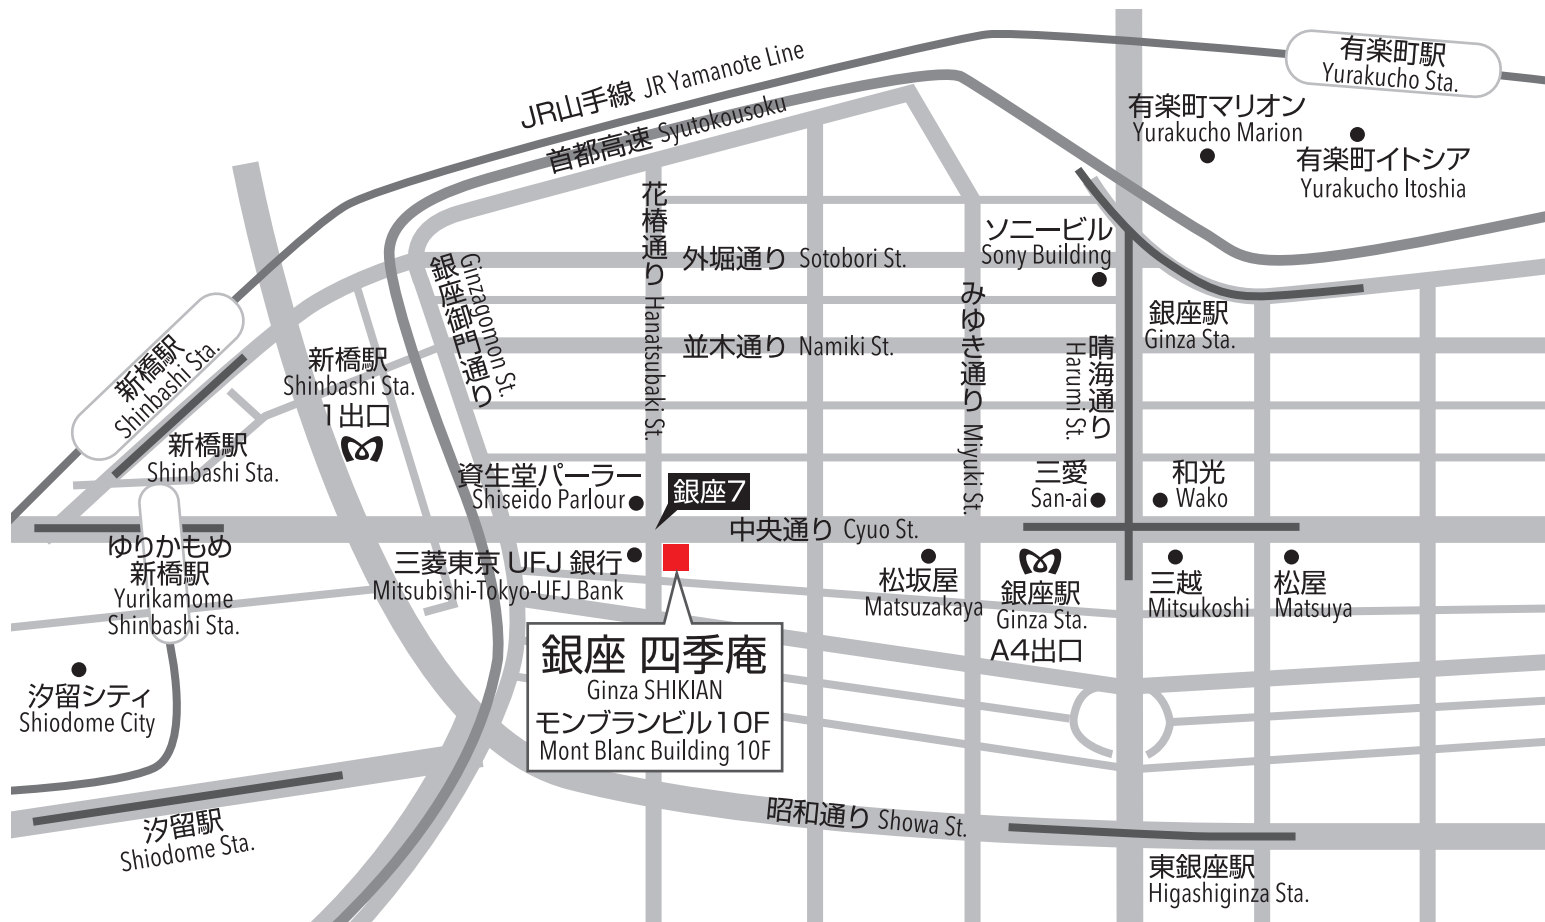 JR山手線 JR Yamanote Line
有楽町駅
Yurakucho Sta.
首都高速 Syutokousoku
有楽町マリオン
Yurakucho Marion
有楽町イトシア
Yurakucho Itoshia
花椿通り Hanatsubaki St.
ソニービル
Sony Building
外堀通り Sotobori St.
銀座御門通り
Ginzagomon St.
みゆき通り Miyuki St.
銀座駅
Ginza Sta.
並木通り Namiki St.
晴海通り
Harumi St.
新橋駅
Shinbashi Sta.
新橋駅
Shinbashi Sta.
1出口
新橋駅
Shinbashi Sta.
資生堂パーラー
Shiseido Parlour
銀座7
三愛
San-ai
和光
Wako
中央通り Cyuo St.
ゆりかもめ
新橋駅
Yurikamome
Shinbashi Sta.
三菱東京 UFJ 銀行
Mitsubishi-Tokyo-UFJ Bank
松坂屋
Matsuzakaya
銀座駅
Ginza Sta.
A4出口
三越
Mitsukoshi
松屋
Matsuya
銀座 四季庵
Ginza SHIKIAN
モンブランビル10F
Mont Blanc Building 10F
汐留シティ
Shiodome City
汐留駅
Shiodome Sta.
昭和通り Showa St.
東銀座駅
Higashiginza Sta.